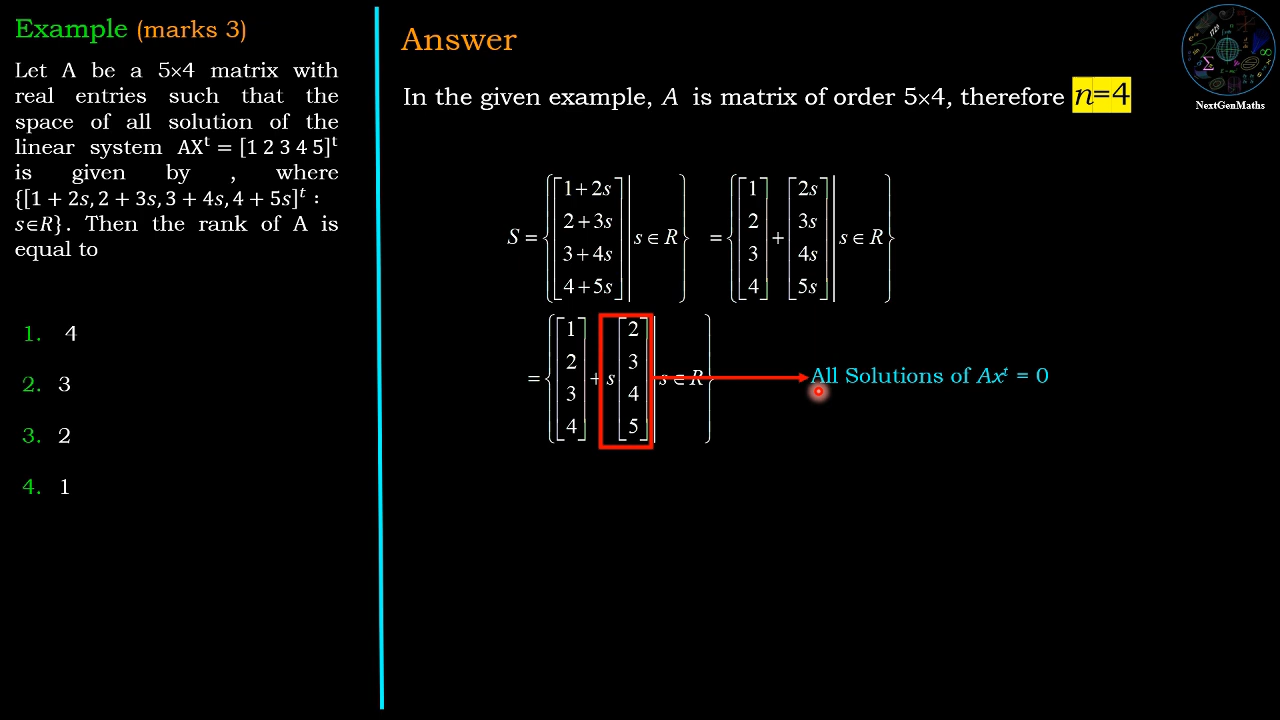 Example (marks 3)
Let A be a 5×4 matrix with
real entries such that the
space of all solution of the
linear system AXᵗ = [1 2 3 4 5]ᵗ
is given by , where
{[1 + 2s, 2 + 3s, 3 + 4s, 4 + 5s]ᵗ :
s∈R}. Then the rank of A is
equal to
1. 4
2. 3
3. 2
4. 1
Answer
In the given example, A is matrix of order 5×4, therefore n=4
S = { [1+2s 2+3s 3+4s 4+5s] | s ∈ R } = { [1 2 3 4] + [2s 3s 4s 5s] | s ∈ R }
= { [1 2 3 4] + s [2 3 4 5] | s ∈ R }
All Solutions of Axᵗ = 0
NextGenMaths